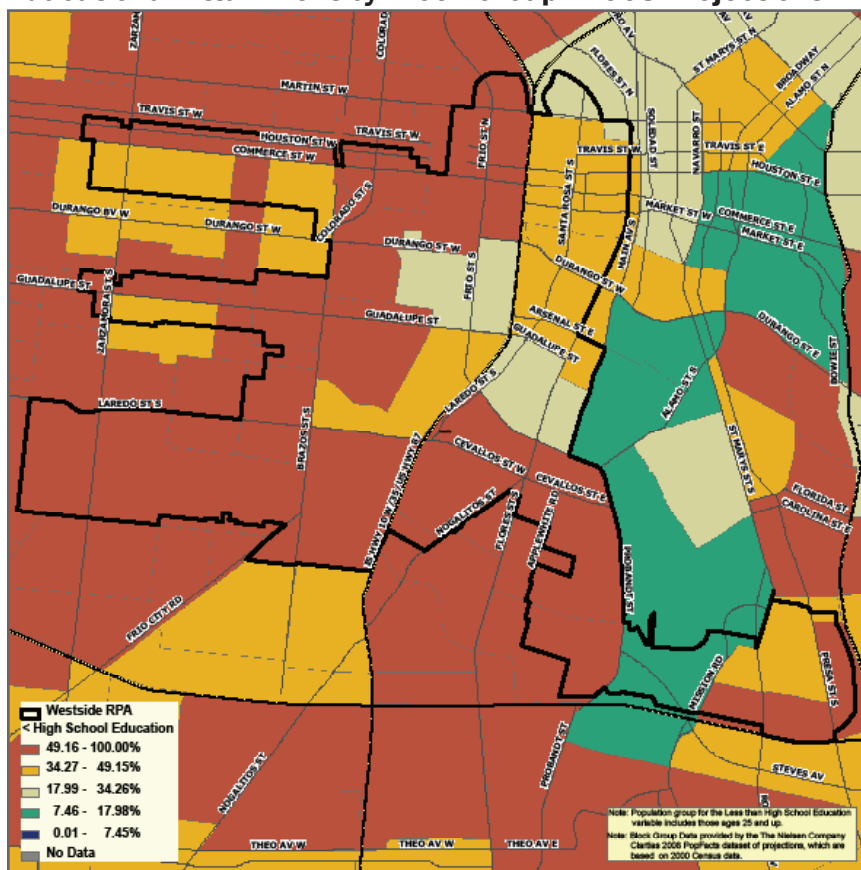 ZARZAMORA
COLORADO
FLORES ST N
AV
ST MARYS ST N
BROADWAY
ALAMO ST N
MARTIN ST W
TRAVIS ST W
HOUSTON ST W
TRAVIS ST W
COMMERCE ST W
FRIO ST N
SOLEDAD ST
NAVARRO ST
TRAVIS ST W
TRAVIS ST E
HOUSTON ST E
SANTA ROSA ST S
MARKET ST W
COMMERCE ST E
MARKET ST E
MAIN AV S
DURANGO BV W
DURANGO ST W
COLORADO ST S
DURANGO ST W
FRIO ST S
DURANGO ST W
GUADALUPE ST
ZARZAMORA ST S
GUADALUPE ST
ARSENAL ST E
GUADALUPE ST
DURANGO ST E
BOWIE ST
ALAMO ST S
LAREDO ST S
LAREDO ST S
BRAZOS ST S
ST MARYS ST S
CEVALLOS ST W
CEVALLOS ST E
FLORIDA ST
CAROLINA ST E
NOGALITOS ST
FLORES ST S
APPLEWHITE RD
PROBANDT ST
FRIO CITY RD
MISSION RD
PRESA ST S
Westside RPA
< High School Education
49.16 - 100.00%
34.27 - 49.15%
17.99 - 34.26%
7.46 - 17.98%
0.01 - 7.45%
No Data
NOGALITOS ST
PROBANDT ST
STEVES AV
THEO AV W
THEO AV W
THEO AV E
Note: Population group for the Less than High School Education
variable includes those ages 25 and up.
Note: Block Group Data provided by the The Nielsen Company
Claritas 2008 PopFacts dataset of projections, which are
based on 2000 Census data.